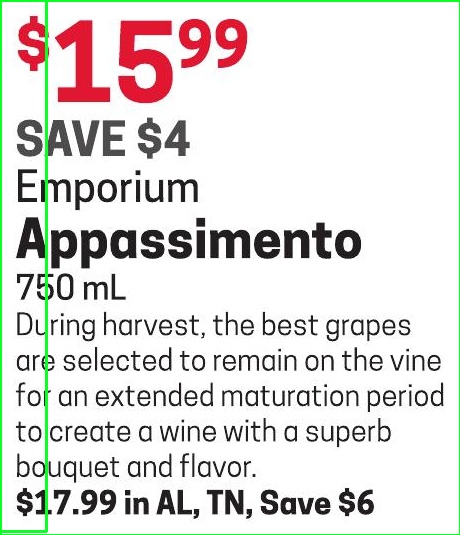 $15.99
SAVE $4
Emporium
Appassimento
750 mL
During harvest, the best grapes
are selected to remain on the vine
for an extended maturation period
to create a wine with a superb
bouquet and flavor.
$17.99 in AL, TN, Save $6